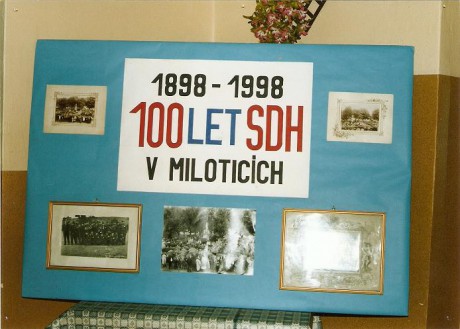 1898 - 1998
100 LET SDH
V MILOTICÍCH